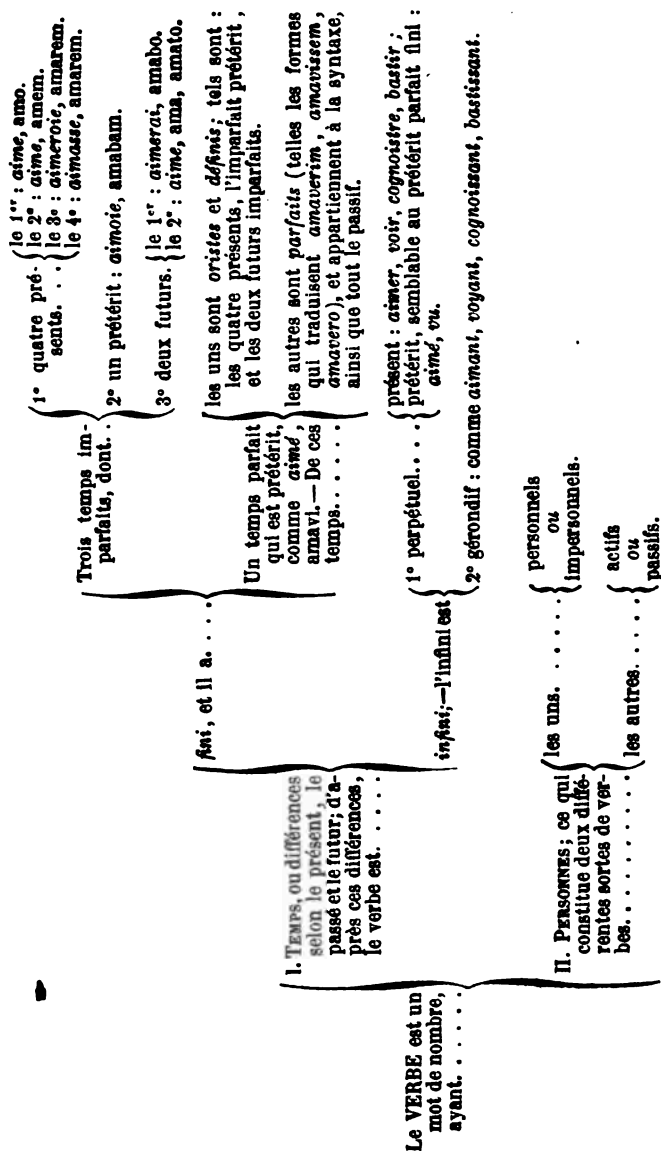 Le VERBE est un
mot de nombre,
ayant. . . . . . .
I. TEMPS, ou différences
selon le présent, le
passé et le futur; d'a-
près ces différences,
le verbe est. . . . . .
fini, et il a. . . . .
Trois temps im-
parfaits, dont. . .
1° quatre pré-
sents. . .
le 1er : aime, amo.
le 2e : aime, amem.
le 3e : aimeroie, amarem.
le 4e : aimasse, amarem.
2° un prétérit : aimoie, amabam.
3° deux futurs.
le 1er : aimerai, amabo.
le 2e : aime, ama, amato.
Un temps parfait
qui est prétérit,
comme aimé,
amavi. — De ces
temps. . . . . .
les uns sont oristes et définis; tels sont :
les quatre présents, l'imparfait prétérit,
et les deux futurs imparfaits.
les autres sont parfaits (telles les formes
qui traduisent amaverim, amavissem,
amavero), et appartiennent à la syntaxe,
ainsi que tout le passif.
infini; — l'infini est
1° perpétuel. . . .
présent : aimer, voir, cognoistre, bastir;
prétérit, semblable au prétérit parfait fini :
aimé, vu.
2° gérondif : comme aimant, voyant, cognoissant, bastissant.
II. PERSONNES; ce qui
constitue deux diffé-
rentes sortes de ver-
bes. . . . . . . . . .
les uns. . . . . . .
personnels
ou
impersonnels.
les autres. . . . . .
actifs
ou
passifs.